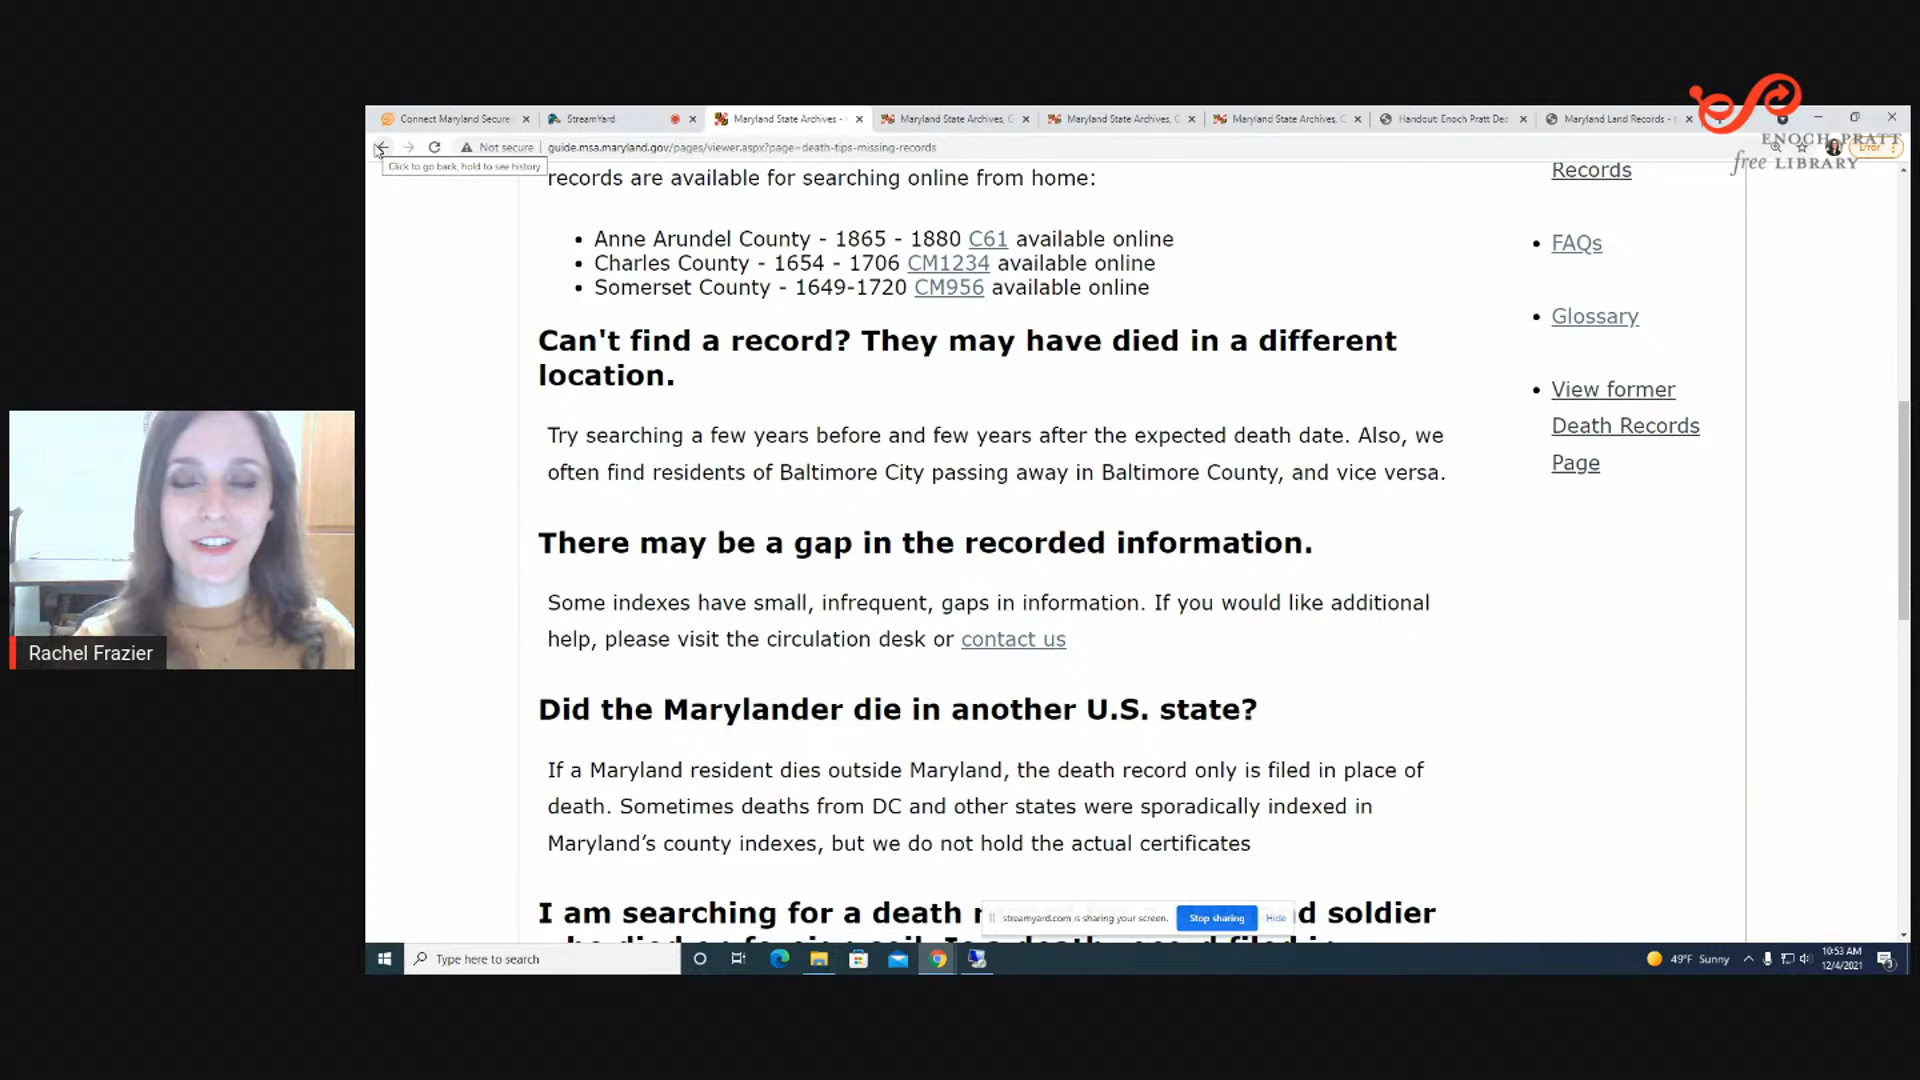 Connect Maryland Secure
StreamYard
Maryland State Archives -
Maryland State Archives, G
Maryland State Archives, G
Maryland State Archives, G
Handout: Enoch Pratt Dec
Maryland Land Records -
Not secure
guide.msa.maryland.gov/pages/viewer.aspx?page=death-tips-missing-records
Error
Click to go back, hold to see history
ENOCH PRATT
free LIBRARY
records are available for searching online from home:
Anne Arundel County - 1865 - 1880 C61 available online
Charles County - 1654 - 1706 CM1234 available online
Somerset County - 1649-1720 CM956 available online
Can't find a record? They may have died in a different
location.
Try searching a few years before and few years after the expected death date. Also, we
often find residents of Baltimore City passing away in Baltimore County, and vice versa.
There may be a gap in the recorded information.
Some indexes have small, infrequent, gaps in information. If you would like additional
help, please visit the circulation desk or contact us
Did the Marylander die in another U.S. state?
If a Maryland resident dies outside Maryland, the death record only is filed in place of
death. Sometimes deaths from DC and other states were sporadically indexed in
Maryland's county indexes, but we do not hold the actual certificates
I am searching for a death soldier
Records
FAQs
Glossary
View former
Death Records
Page
Rachel Frazier
streamyard.com is sharing your screen.
Stop sharing
Hide
Type here to search
49°F Sunny
10:53 AM
12/4/2021